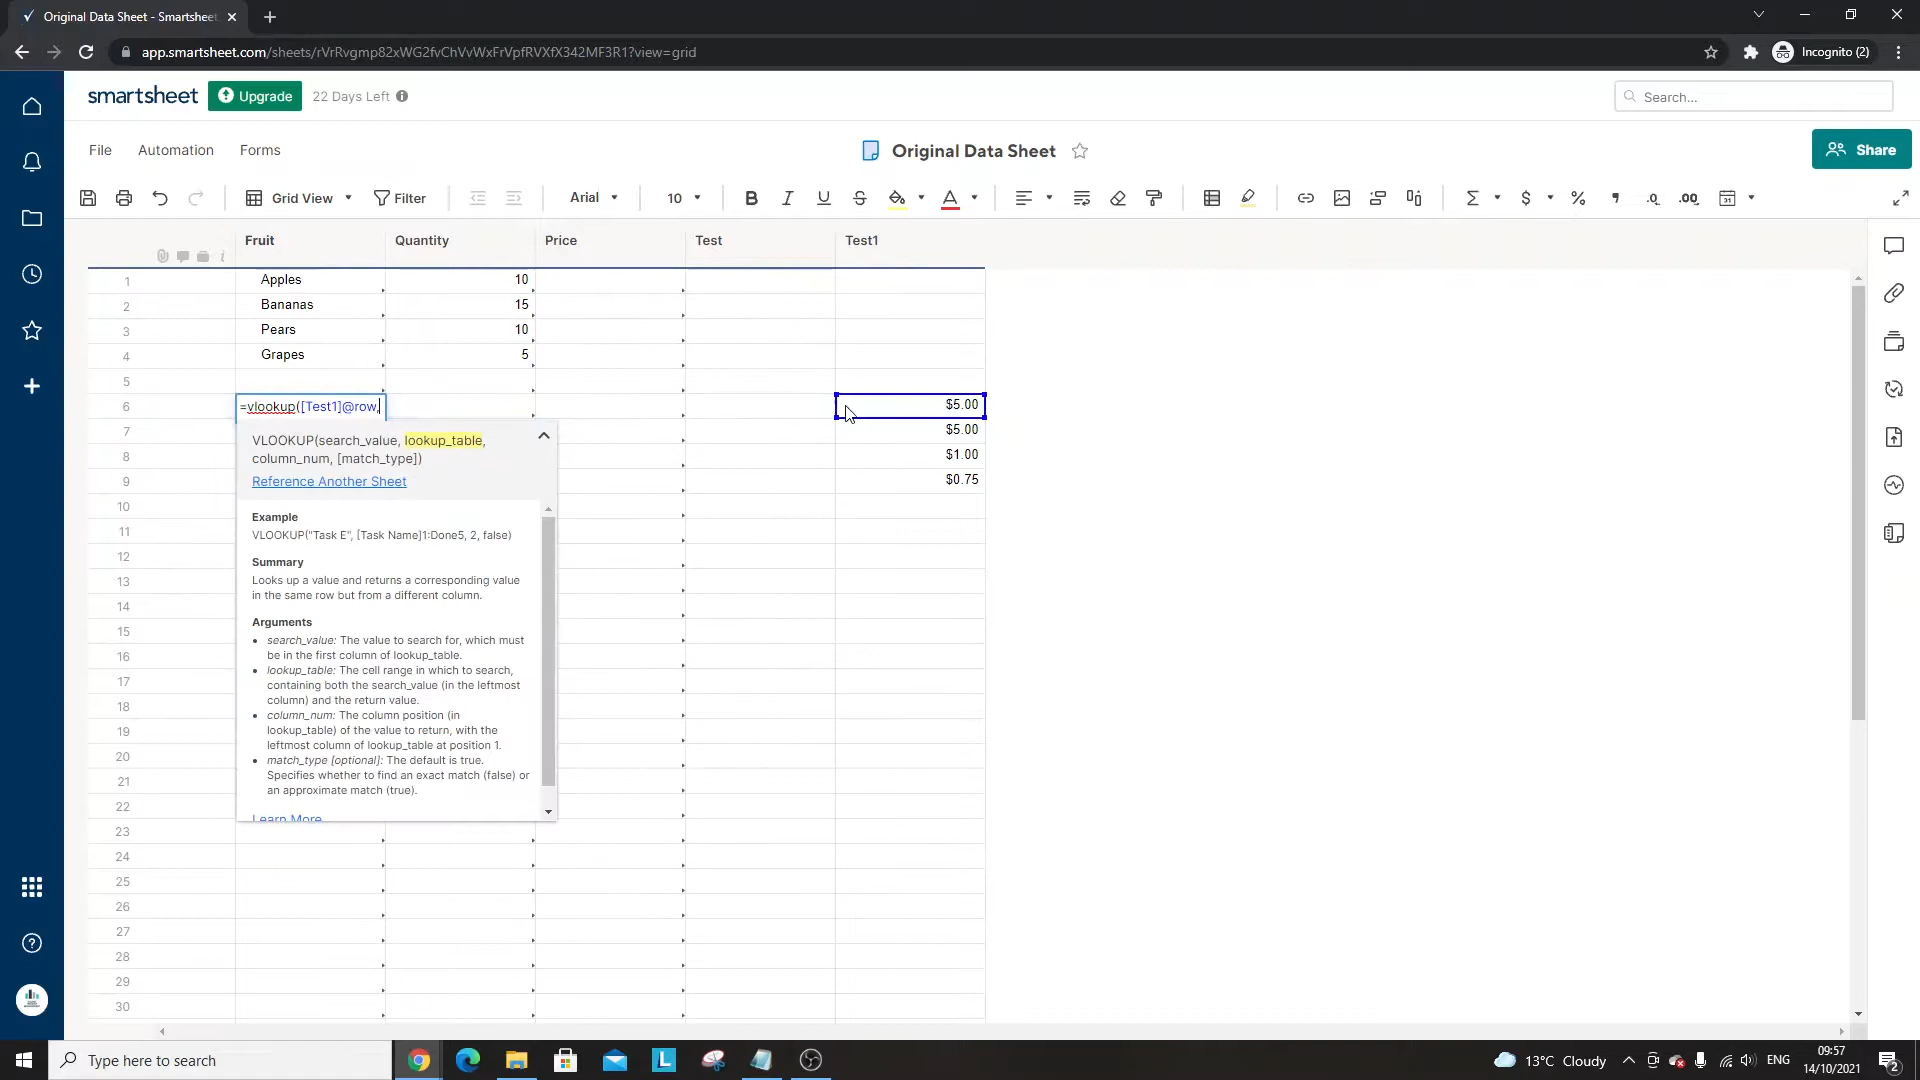 Original Data Sheet - Smartsheet
app.smartsheet.com/sheets/rVrRvgmp82xWG2fvChVvWxFrVpfRVXfX342MF3R1?view=grid
Incognito (2)
smartsheet
Upgrade
22 Days Left
Search...
File
Automation
Forms
Original Data Sheet
Share
Grid View
Filter
Arial
10
Fruit
Quantity
Price
Test
Test1
1 Apples 10
2 Bananas 15
3 Pears 10
4 Grapes 5
5
6 =vlookup([Test1]@row, $5.00
7 $5.00
8 $1.00
9 $0.75
10
11
12
13
14
15
16
17
18
19
20
21
22
23
24
25
26
27
28
29
30
VLOOKUP(search_value, lookup_table,
column_num, [match_type])
Reference Another Sheet
Example
VLOOKUP("Task E", [Task Name]1:Done5, 2, false)
Summary
Looks up a value and returns a corresponding value
in the same row but from a different column.
Arguments
• search_value: The value to search for, which must
be in the first column of lookup_table.
• lookup_table: The cell range in which to search,
containing both the search_value (in the leftmost
column) and the return value.
• column_num: The column position (in
lookup_table) of the value to return, with the
leftmost column of lookup_table at position 1.
• match_type [optional]: The default is true.
Specifies whether to find an exact match (false) or
an approximate match (true).
Learn More
Type here to search
13°C Cloudy
ENG
09:57
14/10/2021
2